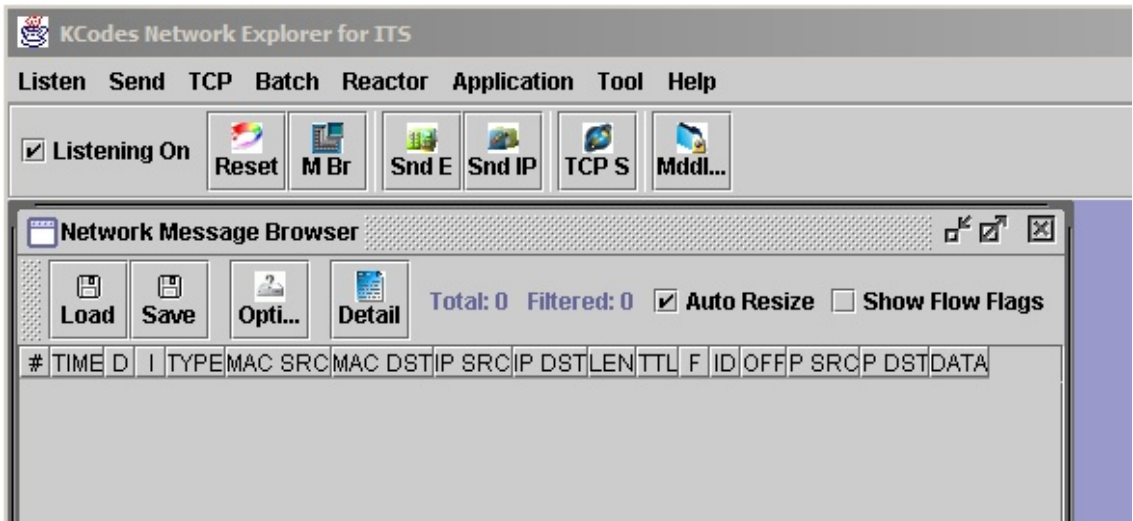 KCodes Network Explorer for ITS
Listen Send TCP Batch Reactor Application Tool Help
Listening On Reset M Br Snd E Snd IP TCP S Mddl...
Network Message Browser
Load Save Opti... Detail Total: 0 Filtered: 0 Auto Resize Show Flow Flags
# TIME D I TYPE MAC SRC MAC DST IP SRC IP DST LEN TTL F ID OFF P SRC P DST DATA